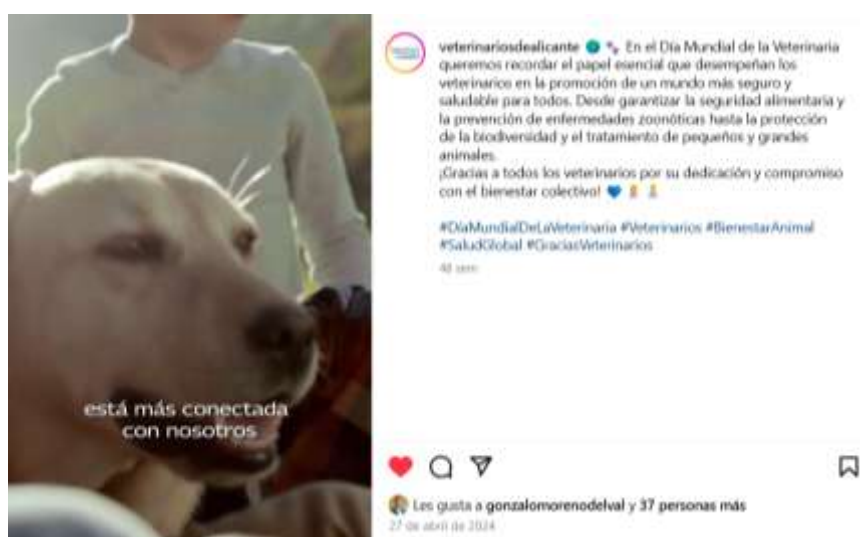 está más conectada
con nosotros
veterinariosdealicante En el Día Mundial de la Veterinaria
queremos recordar el papel esencial que desempeñan los
veterinarios en la promoción de un mundo más seguro y
saludable para todos. Desde garantizar la seguridad alimentaria y
la prevención de enfermedades zoonóticas hasta la protección
de la biodiversidad y el tratamiento de pequeños y grandes
animales.
¡Gracias a todos los veterinarios por su dedicación y compromiso
con el bienestar colectivo!
#DíaMundialDeLaVeterinaria #Veterinarios #BienestarAnimal
#SaludGlobal #GraciasVeterinarios
48 sem
Les gusta a gonzalomorenodelval y 37 personas más
27 de abril de 2024